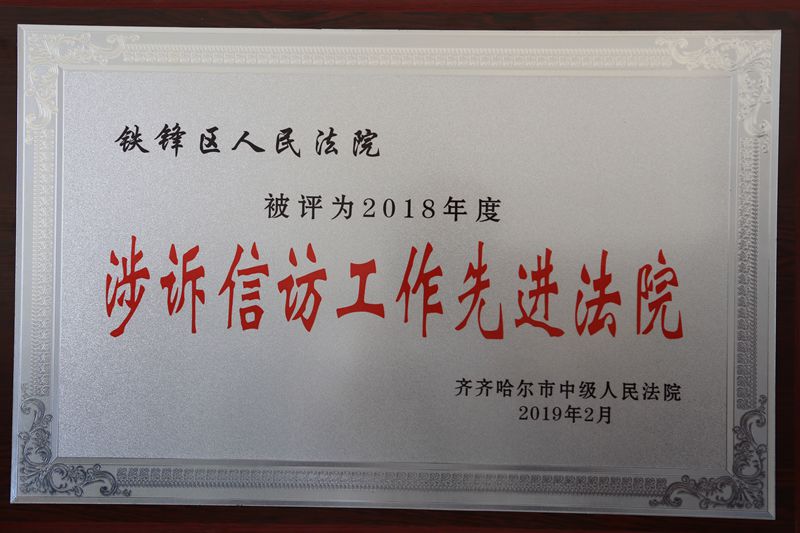 铁锋区人民法院
被评为2018年度
涉诉信访工作先进法院
齐齐哈尔市中级人民法院
2019年2月